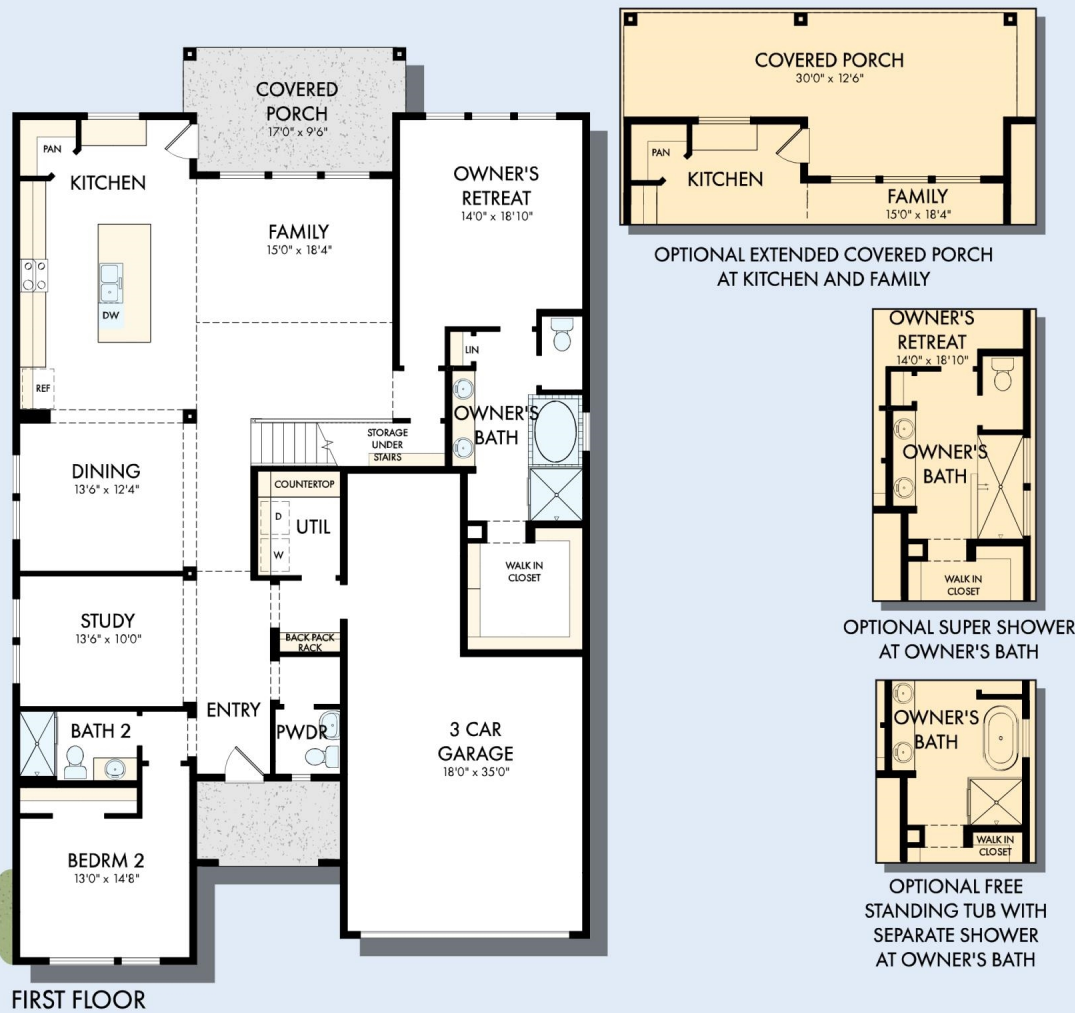 COVERED
PORCH
17'0" x 9'6"
PAN
KITCHEN
OWNER'S
RETREAT
14'0" x 18'10"
FAMILY
15'0" x 18'4"
DW
REF
LIN
OWNER'S
BATH
STORAGE
UNDER
STAIRS
DINING
13'6" x 12'4"
COUNTERTOP
D
UTIL
W
WALK IN
CLOSET
STUDY
13'6" x 10'0"
BACK PACK
RACK
ENTRY
BATH 2
PWDR
3 CAR
GARAGE
18'0" x 35'0"
BEDRM 2
13'0" x 14'8"
FIRST FLOOR
COVERED PORCH
30'0" x 12'6"
PAN
KITCHEN
FAMILY
15'0" x 18'4"
OPTIONAL EXTENDED COVERED PORCH
AT KITCHEN AND FAMILY
OWNER'S
RETREAT
14'0" x 18'10"
OWNER'S
BATH
WALK IN
CLOSET
OPTIONAL SUPER SHOWER
AT OWNER'S BATH
OWNER'S
BATH
WALK IN
CLOSET
OPTIONAL FREE
STANDING TUB WITH
SEPARATE SHOWER
AT OWNER'S BATH